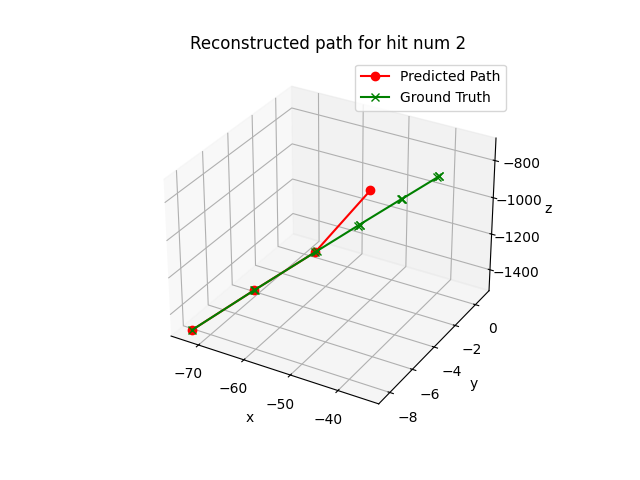 Reconstructed path for hit num 2
Predicted Path
Ground Truth
−800
−1000
−1200
−1400
z
0
−2
−4
−6
−8
y
−70
−60
−50
−40
x